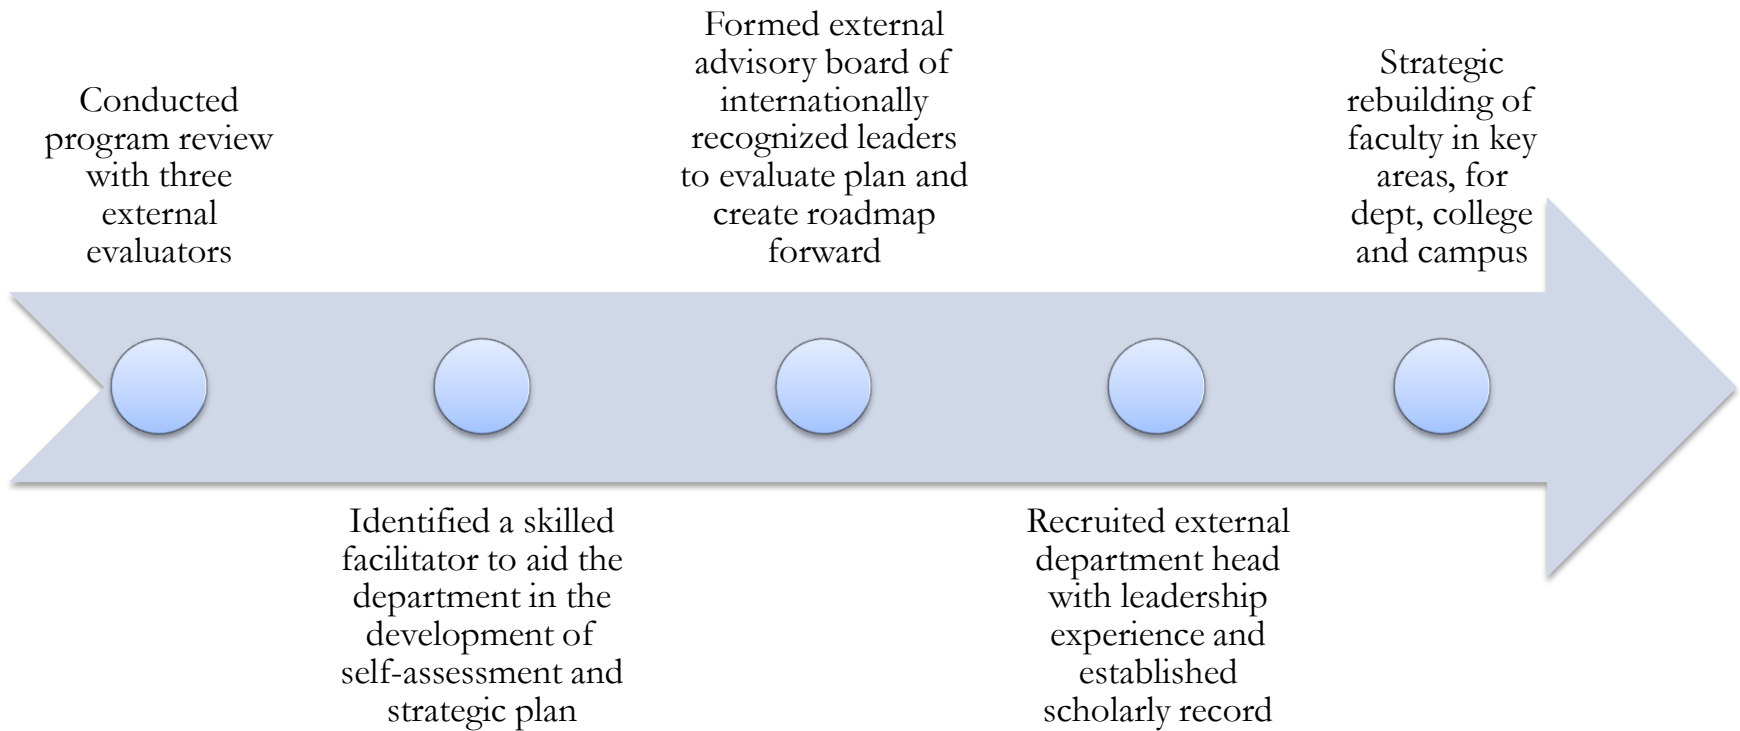 Conducted
program review
with three
external
evaluators
Identified a skilled
facilitator to aid the
department in the
development of
self-assessment and
strategic plan
Formed external
advisory board of
internationally
recognized leaders
to evaluate plan and
create roadmap
forward
Recruited external
department head
with leadership
experience and
established
scholarly record
Strategic
rebuilding of
faculty in key
areas, for
dept, college
and campus